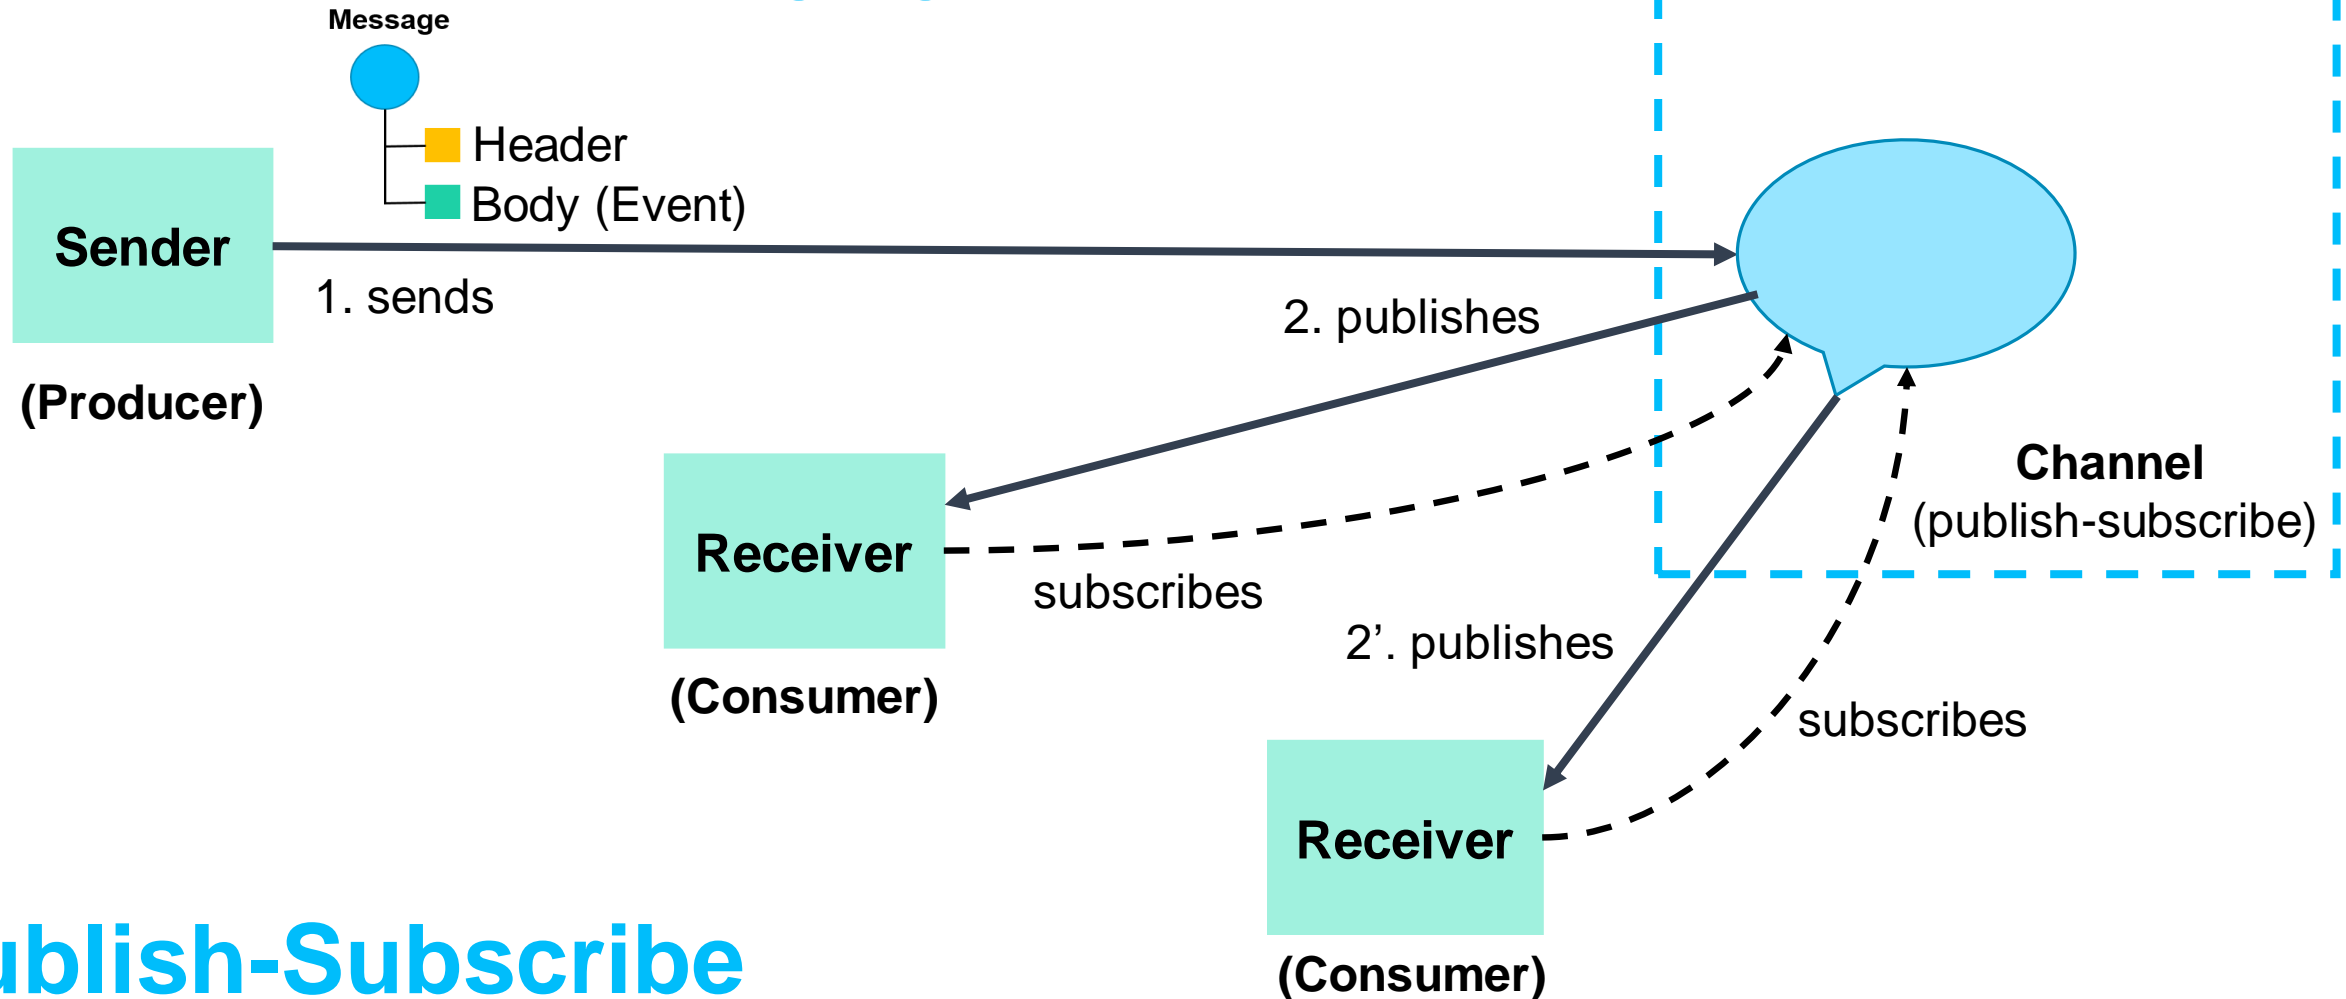 Message
Header
Body (Event)
Sender
1. sends
2. publishes
(Producer)
Channel
(publish-subscribe)
Receiver
subscribes
2’. publishes
(Consumer)
subscribes
Receiver
ublish-Subscribe
(Consumer)